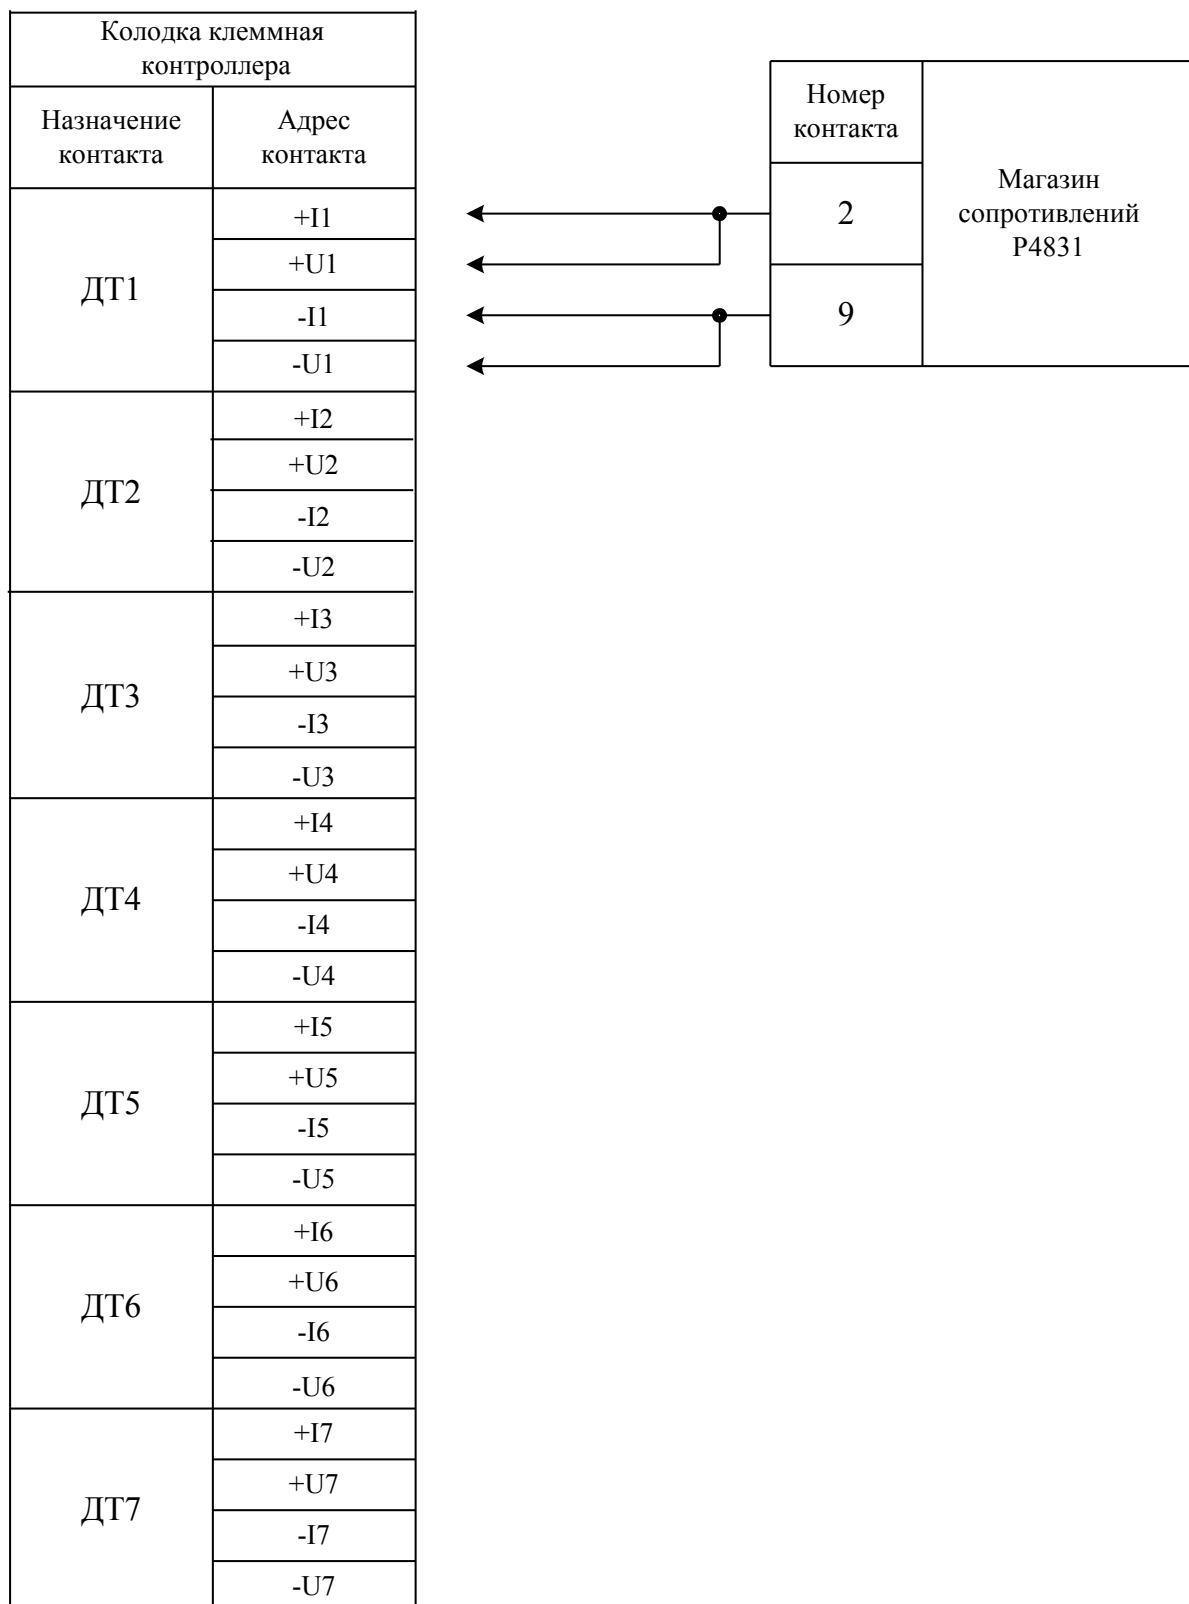 Колодка клеммная
контроллера
Назначение
контакта
Адрес
контакта
ДТ1
+I1
+U1
-I1
-U1
ДТ2
+I2
+U2
-I2
-U2
ДТ3
+I3
+U3
-I3
-U3
ДТ4
+I4
+U4
-I4
-U4
ДТ5
+I5
+U5
-I5
-U5
ДТ6
+I6
+U6
-I6
-U6
ДТ7
+I7
+U7
-I7
-U7
Номер
контакта
2
9
Магазин
сопротивлений
Р4831